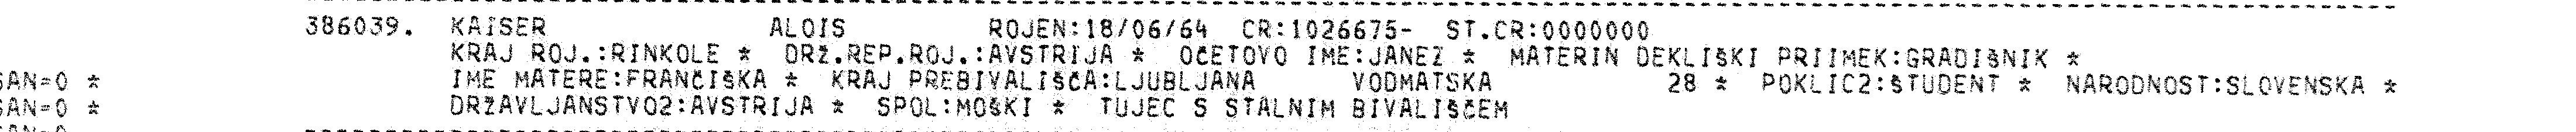 386039. KAISER ALOIS ROJEN:18/06/64 CR:1026675- ST.CR:0000000
KRAJ ROJ.:RINKOLE * DRŽ.REP.ROJ.:AVSTRIJA * OČETOVO IME:JANEZ * MATERIN DEKLIŠKI PRIIMEK:GRADIŠNIK *
SAN=0 * IME MATERE:FRANČIŠKA * KRAJ PREBIVALIŠČA:LJUBLJANA VODMATSKA 28 * POKLIC2:ŠTUDENT * NARODNOST:SLOVENSKA *
SAN=0 * DRŽAVLJANSTVO2:AVSTRIJA * SPOL:MOŠKI * TUJEC S STALNIM BIVALIŠČEM